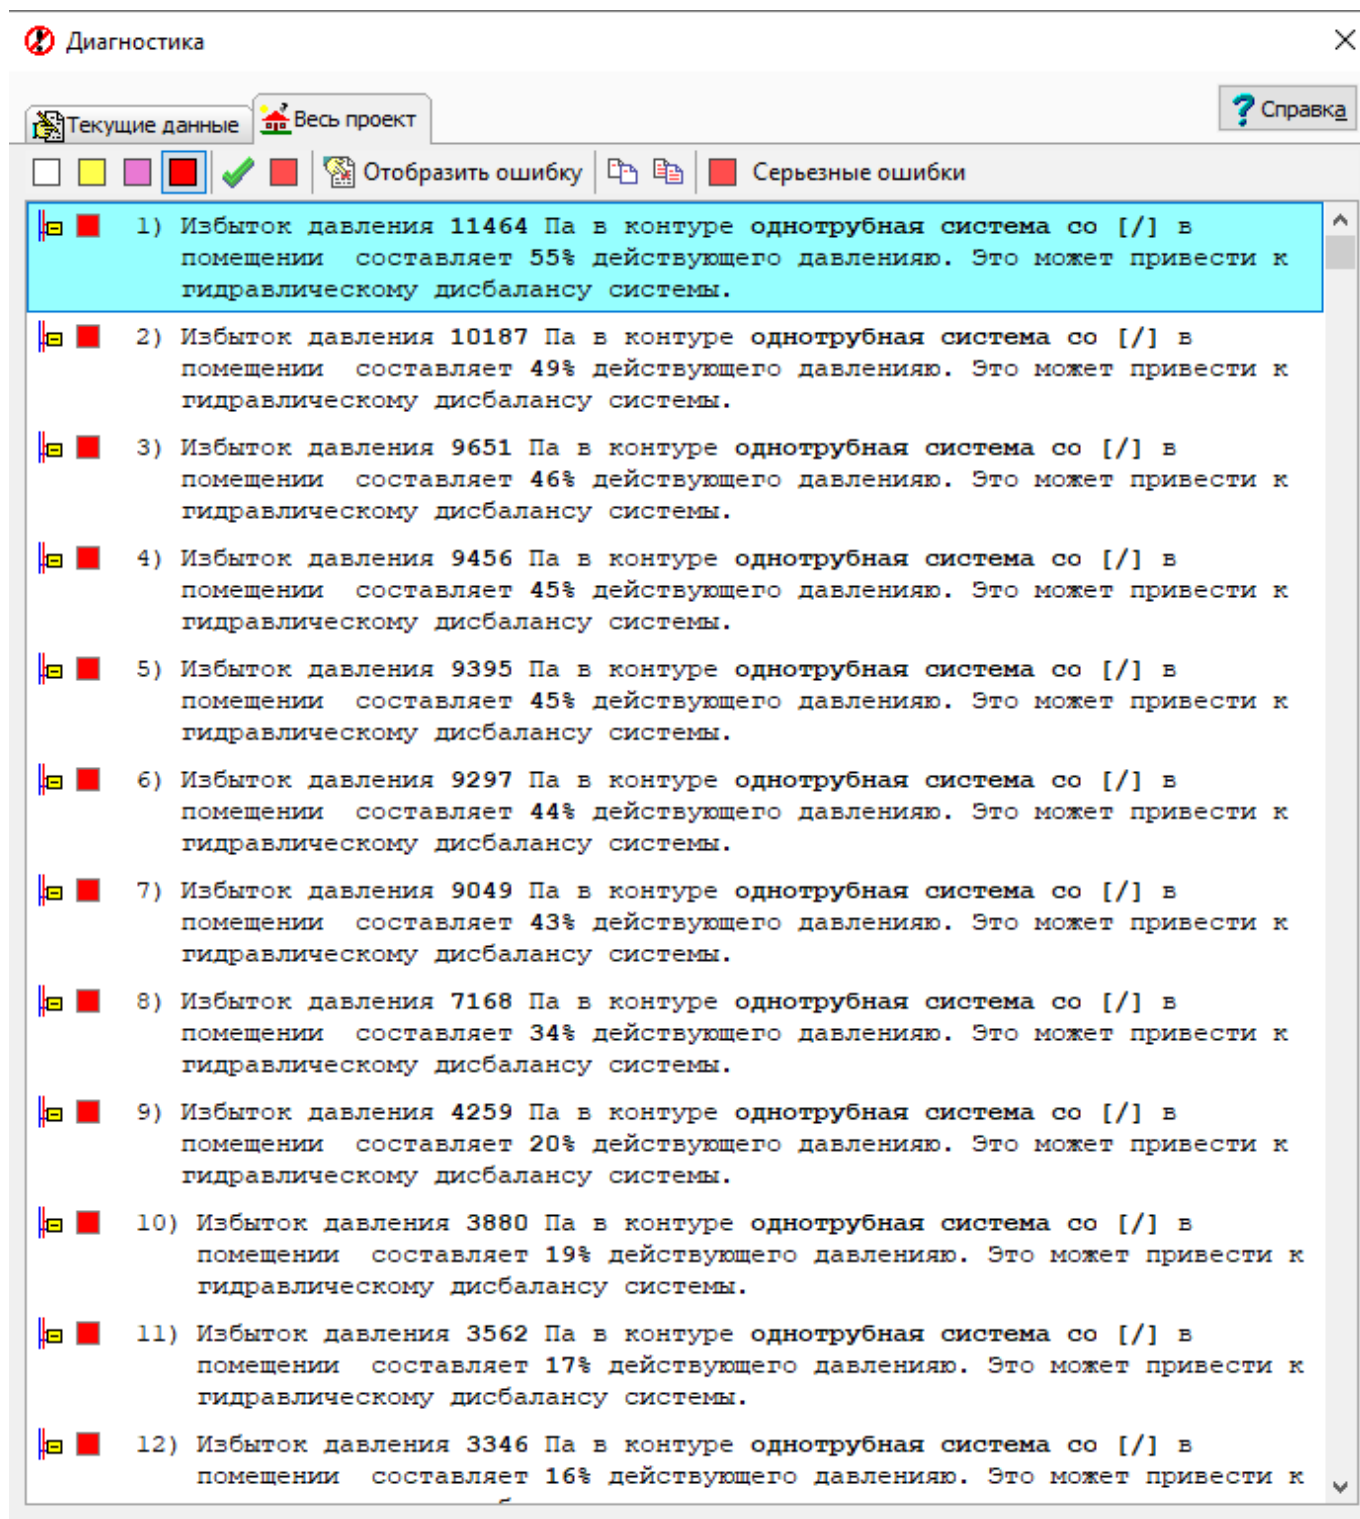 Диагностика
Текущие данные
Весь проект
? Справка
Отобразить ошибку
Серьезные ошибки
1) Избыток давления 11464 Па в контуре однотрубная система со [/] в
помещении составляет 55% действующего давленияю. Это может привести к
гидравлическому дисбалансу системы.
2) Избыток давления 10187 Па в контуре однотрубная система со [/] в
помещении составляет 49% действующего давленияю. Это может привести к
гидравлическому дисбалансу системы.
3) Избыток давления 9651 Па в контуре однотрубная система со [/] в
помещении составляет 46% действующего давленияю. Это может привести к
гидравлическому дисбалансу системы.
4) Избыток давления 9456 Па в контуре однотрубная система со [/] в
помещении составляет 45% действующего давленияю. Это может привести к
гидравлическому дисбалансу системы.
5) Избыток давления 9395 Па в контуре однотрубная система со [/] в
помещении составляет 45% действующего давленияю. Это может привести к
гидравлическому дисбалансу системы.
6) Избыток давления 9297 Па в контуре однотрубная система со [/] в
помещении составляет 44% действующего давленияю. Это может привести к
гидравлическому дисбалансу системы.
7) Избыток давления 9049 Па в контуре однотрубная система со [/] в
помещении составляет 43% действующего давленияю. Это может привести к
гидравлическому дисбалансу системы.
8) Избыток давления 7168 Па в контуре однотрубная система со [/] в
помещении составляет 34% действующего давленияю. Это может привести к
гидравлическому дисбалансу системы.
9) Избыток давления 4259 Па в контуре однотрубная система со [/] в
помещении составляет 20% действующего давленияю. Это может привести к
гидравлическому дисбалансу системы.
10) Избыток давления 3880 Па в контуре однотрубная система со [/] в
помещении составляет 19% действующего давленияю. Это может привести к
гидравлическому дисбалансу системы.
11) Избыток давления 3562 Па в контуре однотрубная система со [/] в
помещении составляет 17% действующего давленияю. Это может привести к
гидравлическому дисбалансу системы.
12) Избыток давления 3346 Па в контуре однотрубная система со [/] в
помещении составляет 16% действующего давленияю. Это может привести к